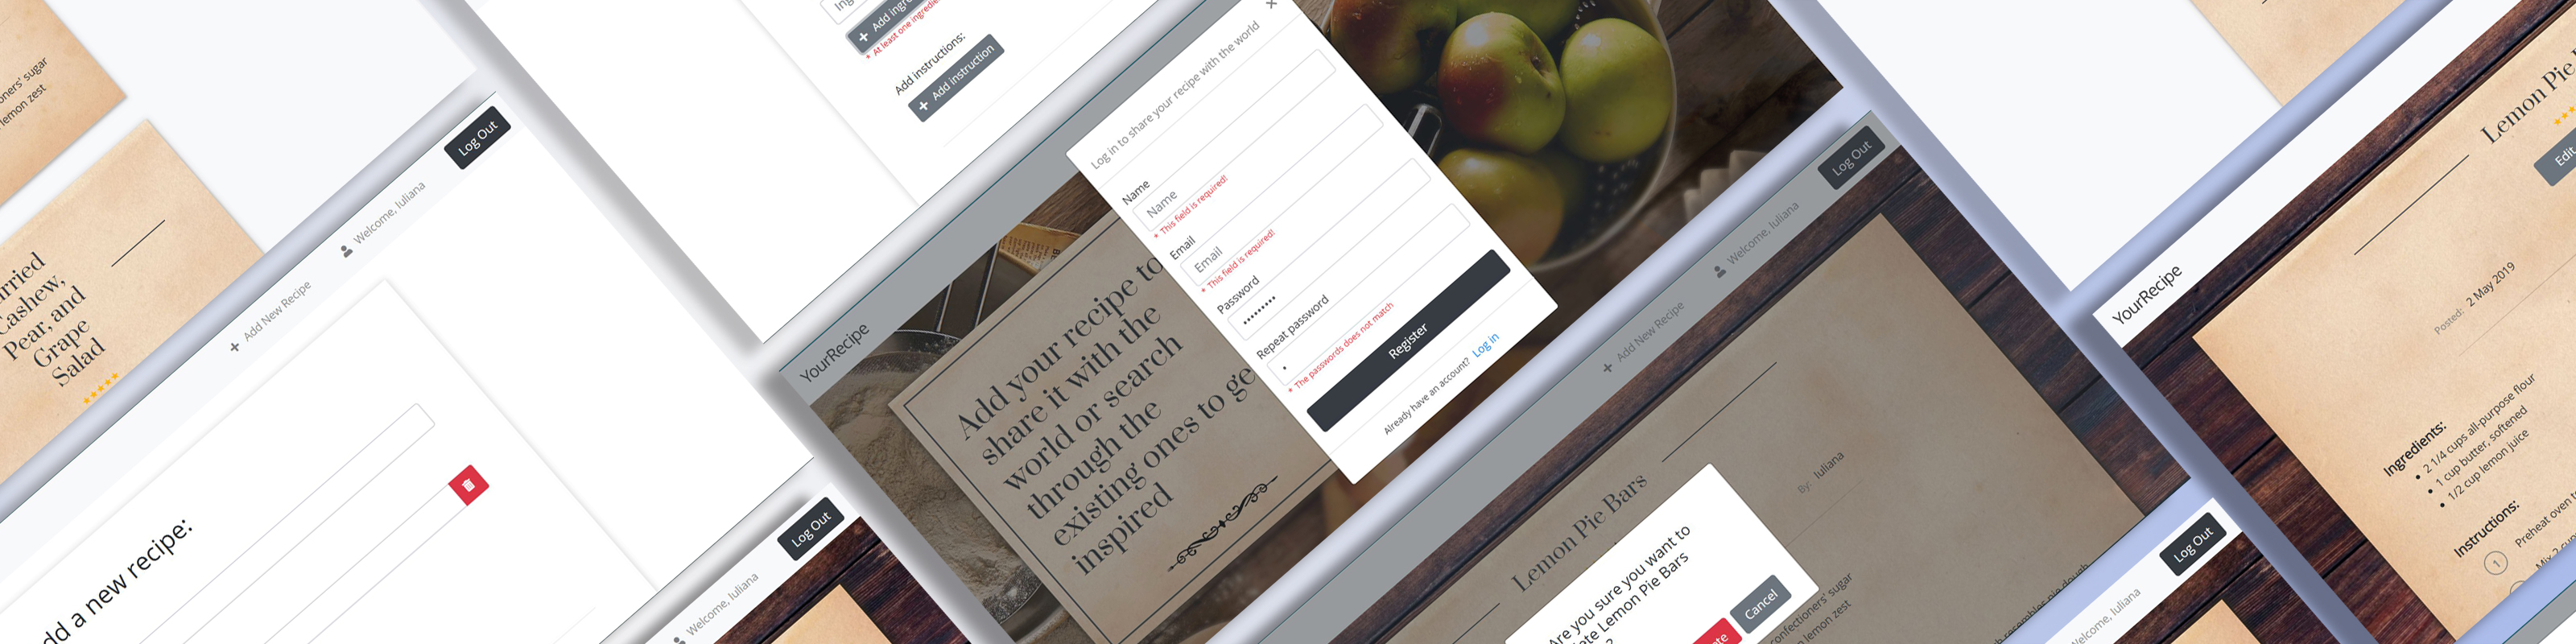 oners' sugar
lemon zest
Cashew,
Pear, and
Grape
Salad
Log Out
Welcome, Iuliana
Add New Recipe
a new recipe:
Add
At least one
Add instructions:
Add instruction
Log in to share your recipe with the world
Name
Name
* This field is required!
Email
Email
* This field is required!
Password
Repeat password
* The passwords does not match
Register
Already have an account? Log in
YourRecipe
Add your recipe to
share it with the
world or search
through the
existing ones to
inspired
Log Out
Welcome, Iuliana
Log Out
Welcome, Iuliana
Add New Recipe
Lemon Pie Bars
By: Iuliana
Are you sure you want to
Lemon Pie Bars
?
Cancel
confectioners' sugar
lemon zest
resembles pie dough
YourRecipe
Lemon Pie
Edit
Posted: 2 May 2019
Ingredients:
2 1/4 cups all-purpose flour
1 cup butter, softened
1/2 cup lemon juice
Instructions:
1 Preheat oven
Log Out
Welcome, Iuliana